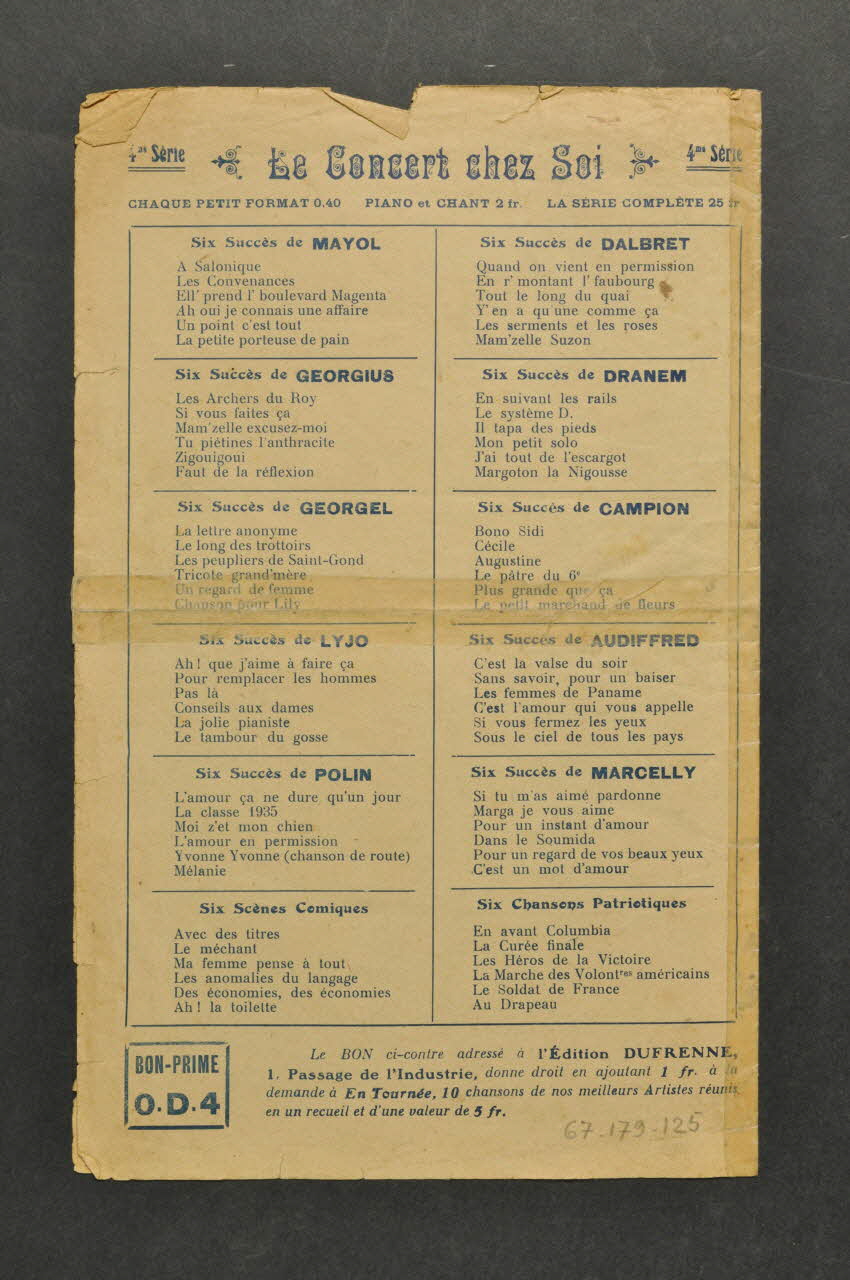 4me Série Le Concert chez Soi 4me Série
CHAQUE PETIT FORMAT 0.40 PIANO et CHANT 2 fr. LA SÉRIE COMPLÈTE 25 fr
Six Succès de MAYOL
A Salonique
Les Convenances
Ell' prend l' boulevard Magenta
Ah oui je connais une affaire
Un point c'est tout
La petite porteuse de pain
Six Succès de GEORGIUS
Les Archers du Roy
Si vous faites ça
Mam'zelle excusez-moi
Tu piétines l'anthracite
Zigouigoui
Faut de la réflexion
Six Succès de GEORGEL
La lettre anonyme
Le long des trottoirs
Les peupliers de Saint-Gond
Tricote grand'mère
Un regard de femme
Chanson pour Lily
Six Succès de LYJO
Ah ! que j'aime à faire ça
Pour remplacer les hommes
Pas là
Conseils aux dames
La jolie pianiste
Le tambour du gosse
Six Succès de POLIN
L'amour ça ne dure qu'un jour
La classe 1935
Moi z'et mon chien
L'amour en permission
Yvonne Yvonne (chanson de route)
Mélanie
Six Scènes Comiques
Avec des titres
Le méchant
Ma femme pense à tout
Les anomalies du langage
Des économies, des économies
Ah ! la toilette
Six Succès de DALBRET
Quand on vient en permission
En r' montant l' faubourg
Tout le long du quai
Y' en a qu'une comme ça
Les serments et les roses
Mam'zelle Suzon
Six Succès de DRANEM
En suivant les rails
Le système D.
Il tapa des pieds
Mon petit solo
J'ai tout de l'escargot
Margoton la Nigousse
Six Succès de CAMPION
Bono Sidi
Cécile
Augustine
Le pâtre du 6e
Plus grande que ça
Le petit marchand de fleurs
Six Succès de AUDIFFRED
C'est la valse du soir
Sans savoir, pour un baiser
Les femmes de Paname
C'est l'amour qui vous appelle
Si vous fermez les yeux
Sous le ciel de tous les pays
Six Succès de MARCELLY
Si tu m'as aimé pardonne
Marga je vous aime
Pour un instant d'amour
Dans le Soumida
Pour un regard de vos beaux yeux
C'est un mot d'amour
Six Chansons Patriotiques
En avant Columbia
La Curée finale
Les Héros de la Victoire
La Marche des Volontres américains
Le Soldat de France
Au Drapeau
BON-PRIME
O.D.4
Le BON ci-contre adressé à l'Édition DUFRENNE,
1. Passage de l'Industrie, donne droit en ajoutant 1 fr. à la
demande à En Tournée, 10 chansons de nos meilleurs Artistes réunis
en un recueil et d'une valeur de 5 fr.
67-179-125